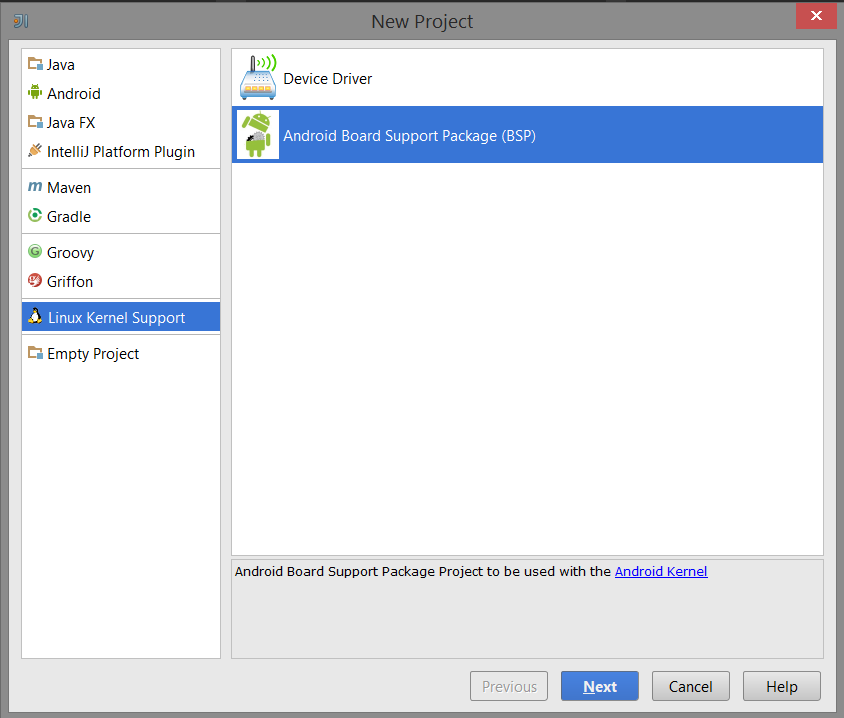 New Project
Java
Android
Java FX
IntelliJ Platform Plugin
Maven
Gradle
Groovy
Griffon
Linux Kernel Support
Empty Project
Device Driver
Android Board Support Package (BSP)
Android Board Support Package Project to be used with the Android Kernel
Previous Next Cancel Help